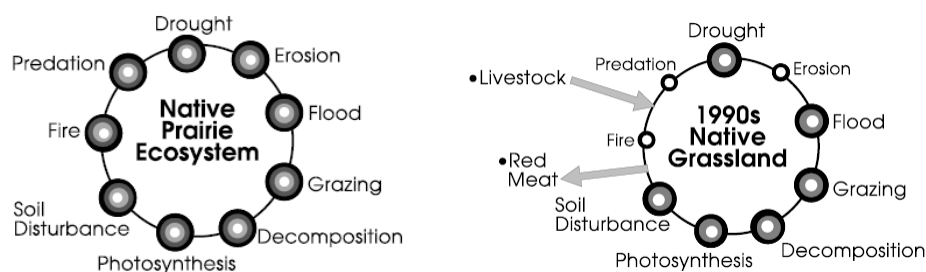 Drought
Predation
Erosion
Native
Prairie
Ecosystem
Fire
Flood
Grazing
Soil
Disturbance
Decomposition
Photosynthesis
Drought
Predation
Erosion
•Livestock
1990s
Native
Grassland
Fire
Flood
•Red
Meat
Grazing
Soil
Disturbance
Decomposition
Photosynthesis